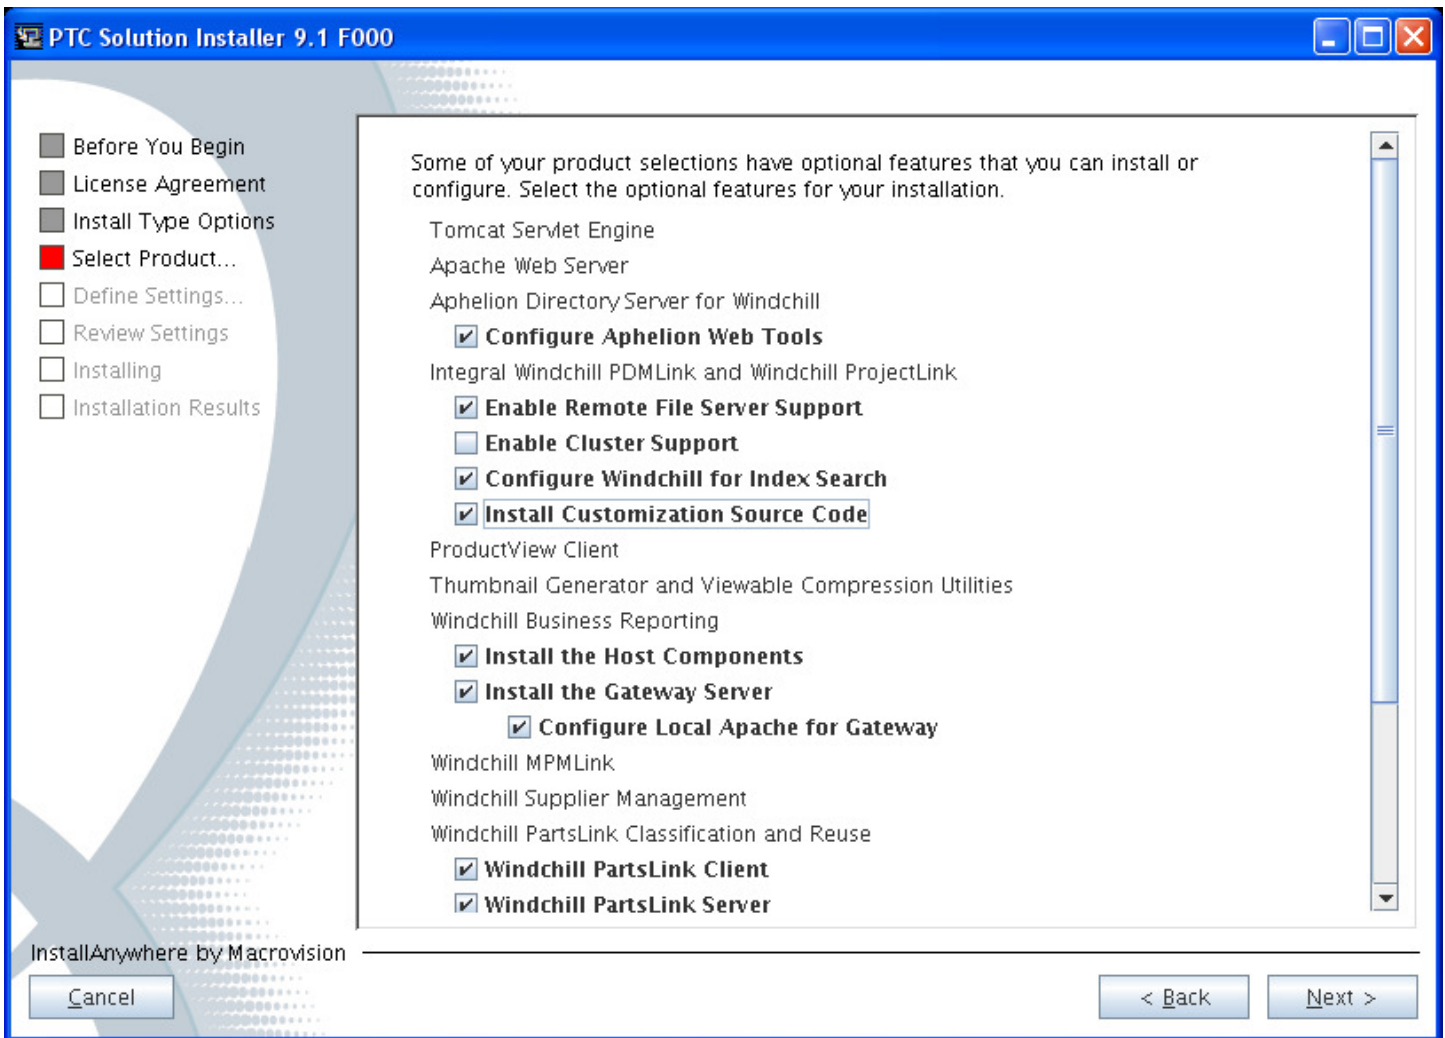 PTC Solution Installer 9.1 F000
Before You Begin
License Agreement
Install Type Options
Select Product...
Define Settings...
Review Settings
Installing
Installation Results
Some of your product selections have optional features that you can install or
configure. Select the optional features for your installation.
Tomcat Servlet Engine
Apache Web Server
Aphelion Directory Server for Windchill
Configure Aphelion Web Tools
Integral Windchill PDMLink and Windchill ProjectLink
Enable Remote File Server Support
Enable Cluster Support
Configure Windchill for Index Search
Install Customization Source Code
ProductView Client
Thumbnail Generator and Viewable Compression Utilities
Windchill Business Reporting
Install the Host Components
Install the Gateway Server
Configure Local Apache for Gateway
Windchill MPMLink
Windchill Supplier Management
Windchill PartsLink Classification and Reuse
Windchill PartsLink Client
Windchill PartsLink Server
InstallAnywhere by Macrovision
Cancel
< Back
Next >